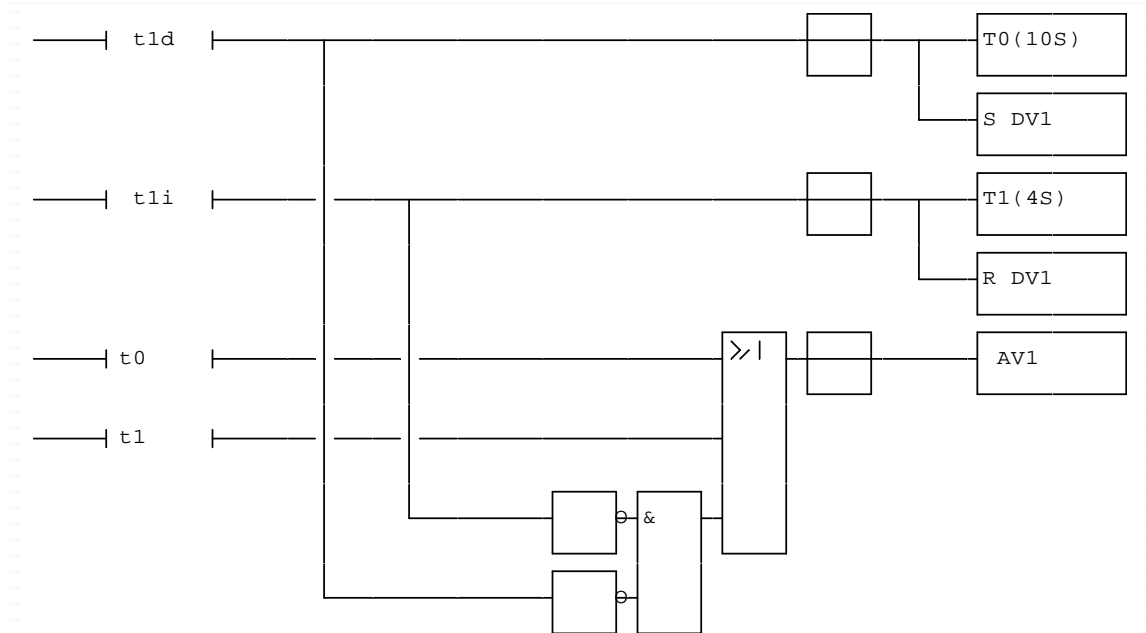 t1d T0(10S)
S DV1
t1i T1(4S)
R DV1
t0 ⩾1 AV1
t1
&